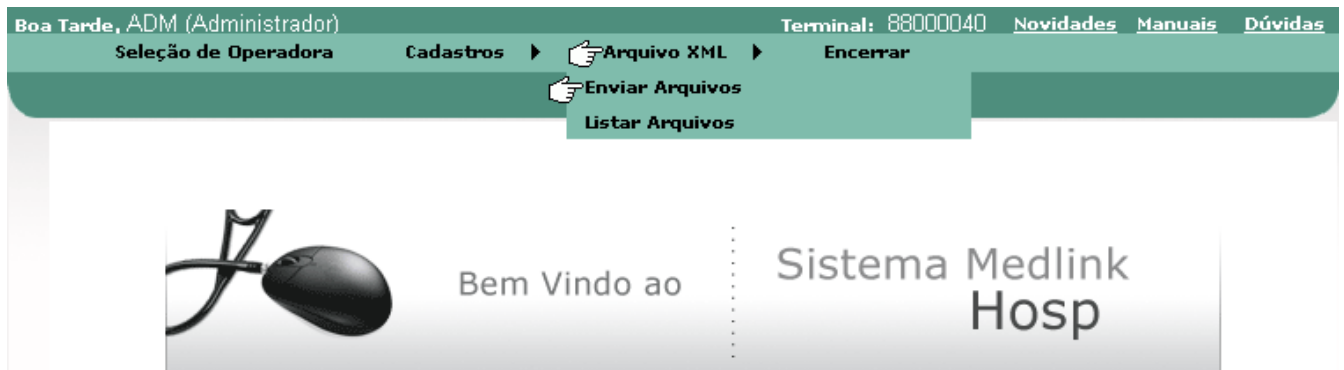 Boa Tarde, ADM (Administrador) Terminal: 88000040 Novidades Manuais Dúvidas
Seleção de Operadora Cadastros Arquivo XML Encerrar
Enviar Arquivos
Listar Arquivos
Bem Vindo ao
Sistema Medlink
Hosp